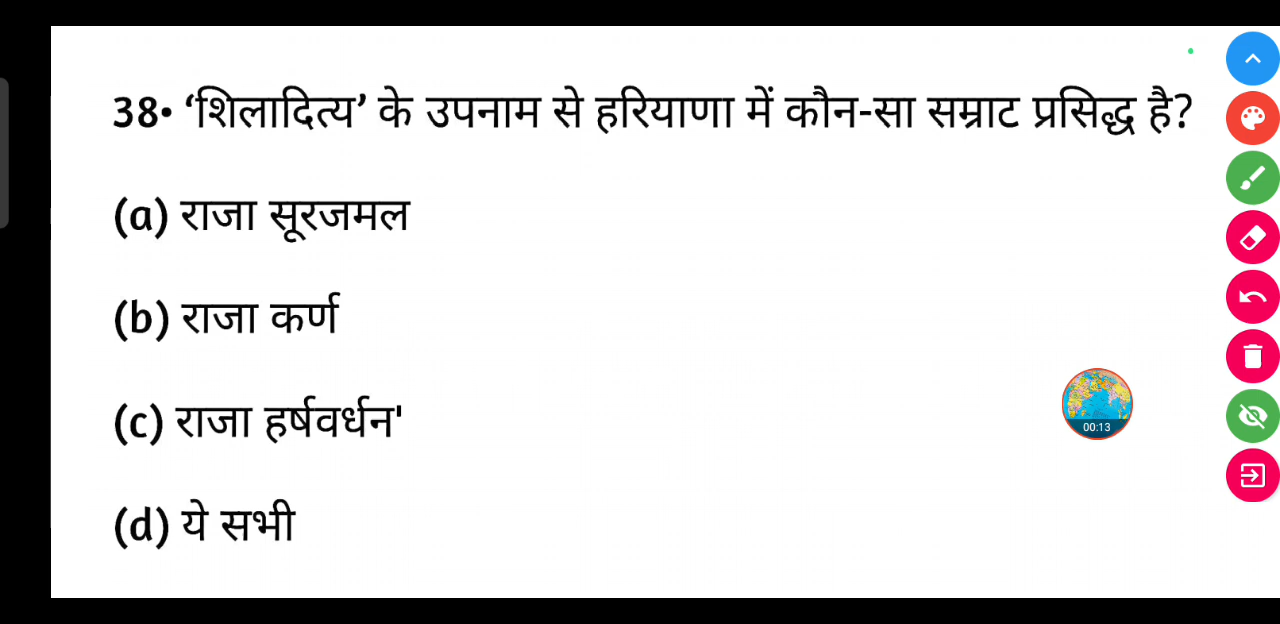 38• ‘शिलादित्य’ के उपनाम से हरियाणा में कौन-सा सम्राट प्रसिद्ध है?
(a) राजा सूरजमल
(b) राजा कर्ण
(c) राजा हर्षवर्धन'
(d) ये सभी
00:13